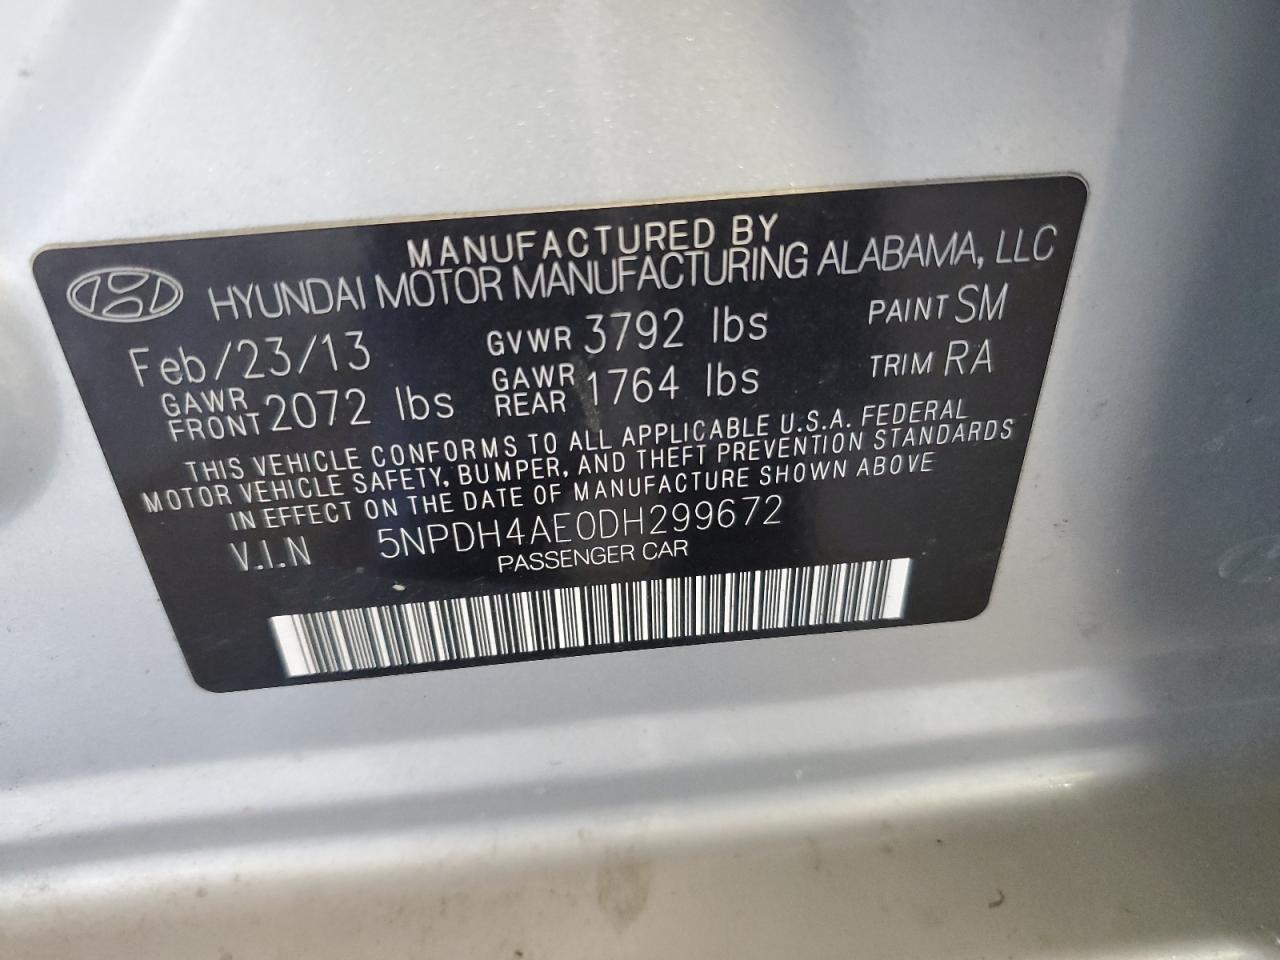 MANUFACTURED BY
HYUNDAI MOTOR MANUFACTURING ALABAMA, LLC
Feb/23/13 GVWR 3792 lbs PAINT SM
GAWR FRONT 2072 lbs GAWR REAR 1764 lbs TRIM RA
THIS VEHICLE CONFORMS TO ALL APPLICABLE U.S.A. FEDERAL
MOTOR VEHICLE SAFETY, BUMPER, AND THEFT PREVENTION STANDARDS
IN EFFECT ON THE DATE OF MANUFACTURE SHOWN ABOVE
V.I.N 5NPDH4AE0DH299672
PASSENGER CAR